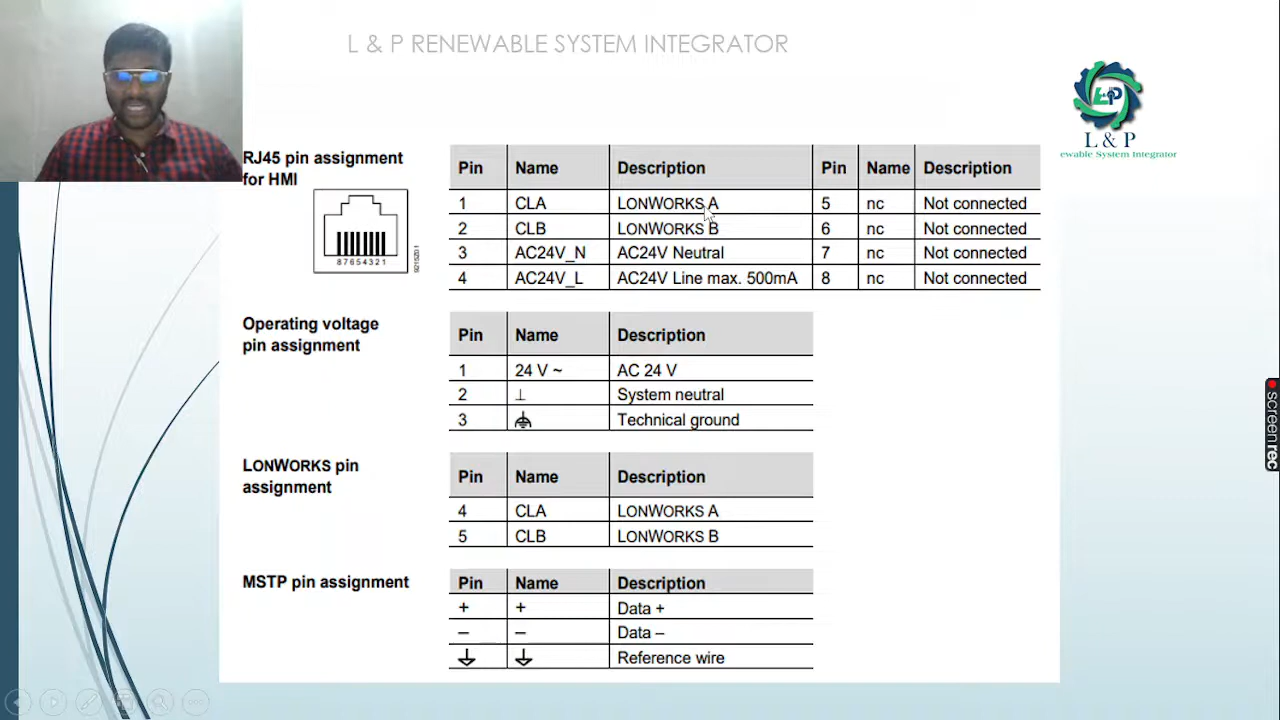 L & P RENEWABLE SYSTEM INTEGRATOR
L&P
L & P
ewable System Integrator
RJ45 pin assignment
for HMI
87654321
9215Z01
Pin Name Description Pin Name Description
1 CLA LONWORKS A 5 nc Not connected
2 CLB LONWORKS B 6 nc Not connected
3 AC24V_N AC24V Neutral 7 nc Not connected
4 AC24V_L AC24V Line max. 500mA 8 nc Not connected
Operating voltage
pin assignment
Pin Name Description
1 24 V ~ AC 24 V
2 ⊥ System neutral
3 Technical ground
LONWORKS pin
assignment
Pin Name Description
4 CLA LONWORKS A
5 CLB LONWORKS B
MSTP pin assignment
Pin Name Description
+ + Data +
– – Data –
Reference wire
screenrec